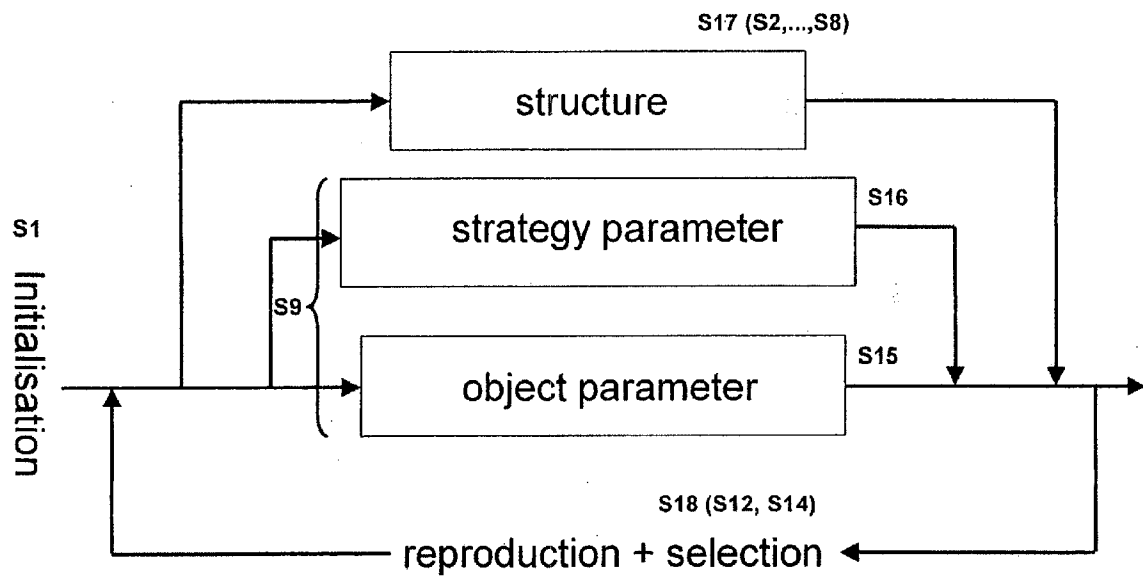 S17 (S2,...,S8)
structure
S1
Initialisation
strategy parameter
S16
S9
object parameter
S15
S18 (S12, S14)
reproduction + selection